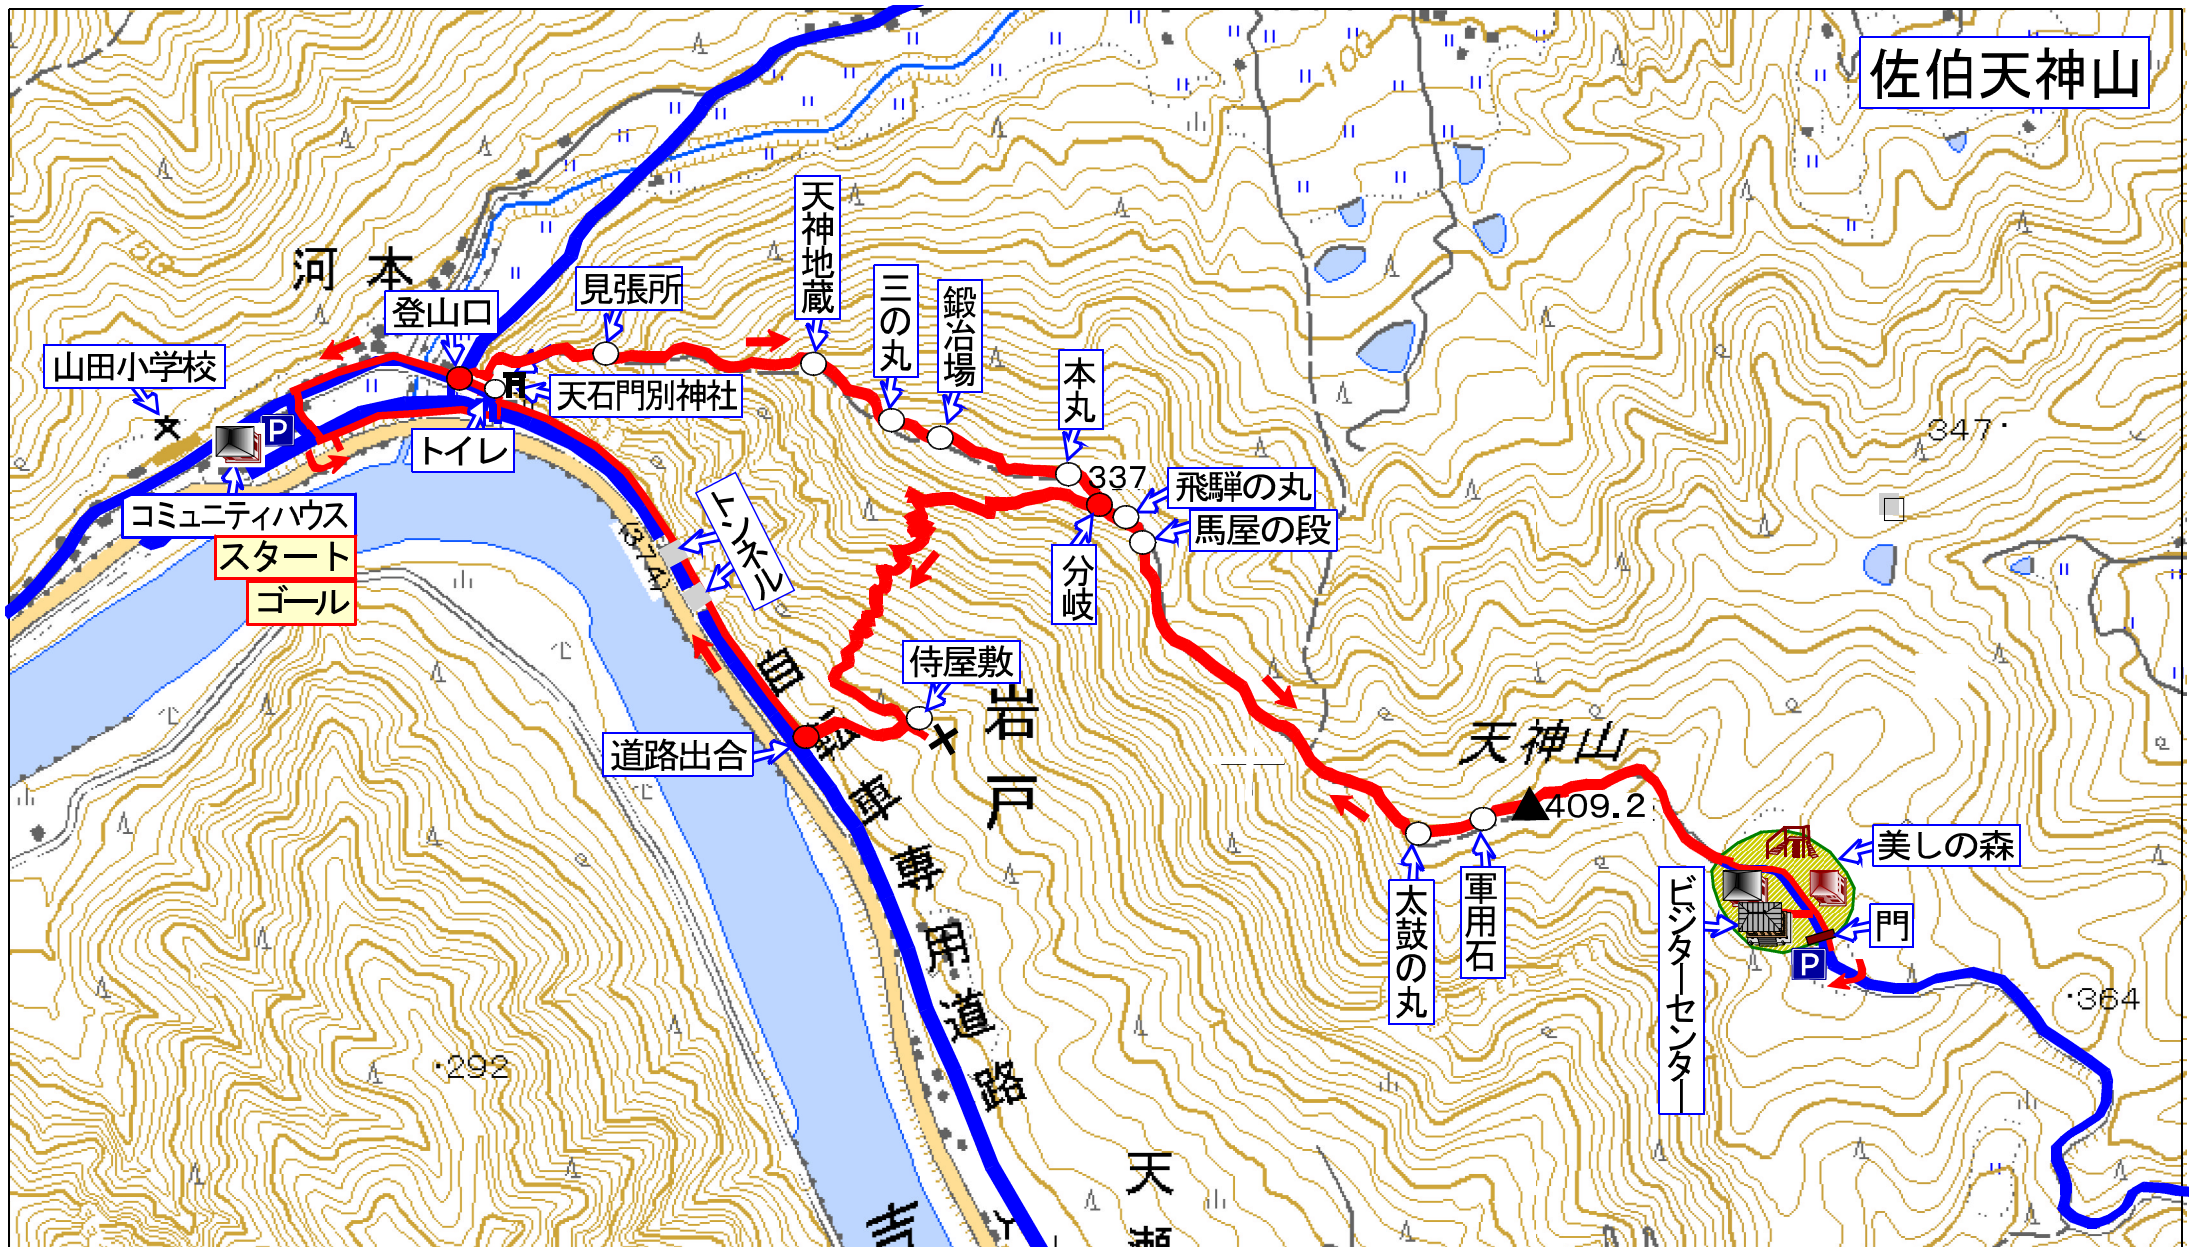 佐伯天神山
100
100
河本
登山口
見張所
天神地蔵
三の丸
鍛冶場
本丸
山田小学校
天石門別神社
P
トイレ
コミュニティハウス
スタート
ゴール
トンネル
(374)
337
飛騨の丸
馬屋の段
分岐
347
侍屋敷
岩戸
道路出合
自転車専用道路
天神山
409.2
太鼓の丸
軍用石
美しの森
ビジターセンター
門
P
364
292
天瀬
吉